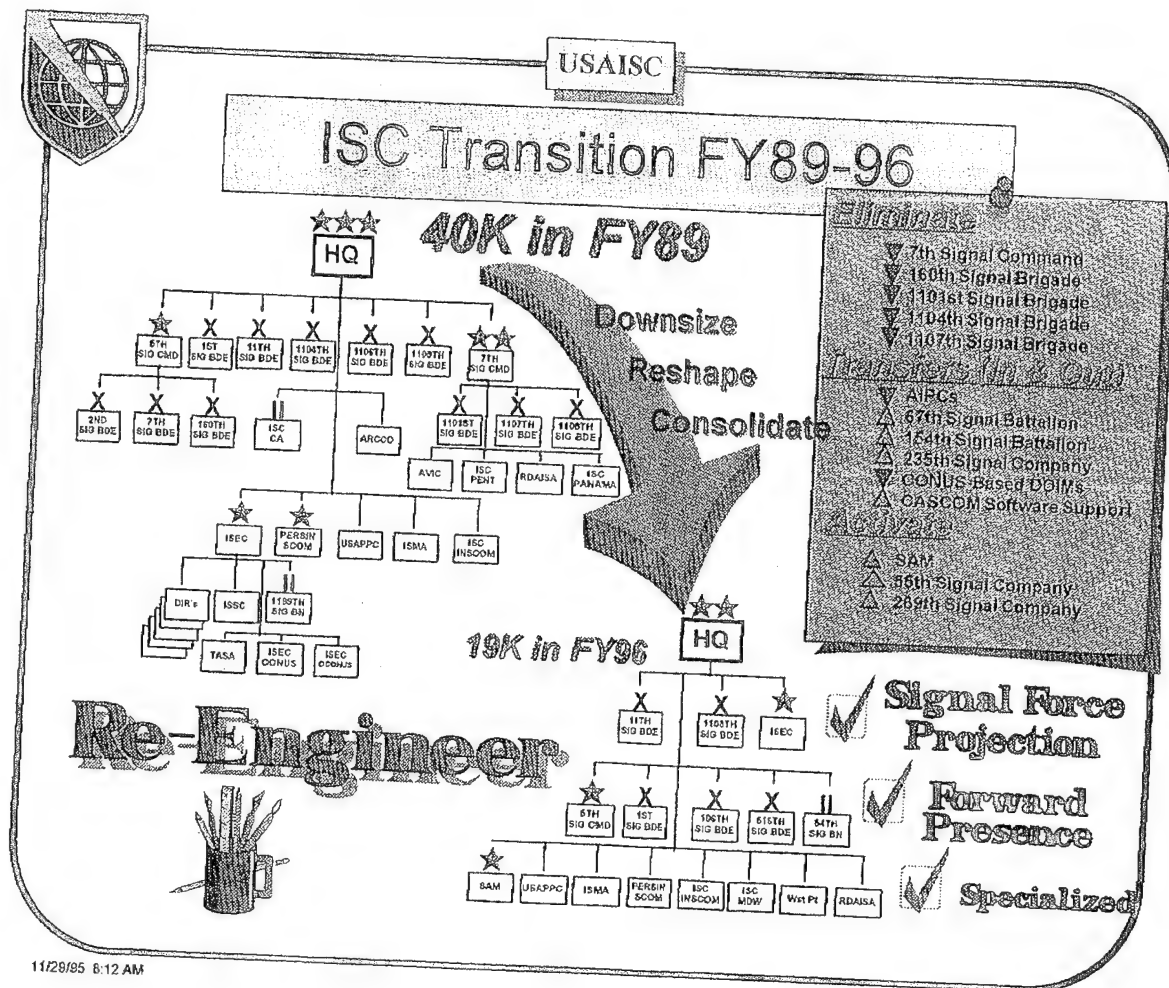 USAISC
ISC Transition FY89-96
40K in FY89
HQ
5TH
SIG CMD
1ST
SIG BDE
11TH
SIG BDE
1104TH
SIG BDE
1106TH
SIG BDE
SIG BDE
7TH
SIG CMD
2ND
SIG BDE
7TH
SIG BDE
160TH
SIG BDE
ISC
CA
ARCOD
1101ST
SIG BDE
1107TH
SIG BDE
1108TH
SIG BDE
AVIC
ISC
PENT
RDAISA
ISC
PANAMA
ISEC
PERSIN
SCOM
USAPPC
ISMA
ISC
INSCOM
DIR's
ISSC
SIG BN
TASA
ISEC
CONUS
ISEC
OCONUS
Downsize
Reshape
Consolidate
Eliminate
7th Signal Command
160th Signal Brigade
1101st Signal Brigade
1104th Signal Brigade
1107th Signal Brigade
Transfers (In & Out)
AIPCs
67th Signal Battalion
154th Signal Battalion
235th Signal Company
CONUS-Based DOIMs
CASCOM Software Support
Activate
SAM
55th Signal Company
269th Signal Company
19K in FY96
HQ
11TH
SIG BDE
1108TH
SIG BDE
ISEC
5TH
SIG CMD
1ST
SIG BDE
106TH
SIG BDE
516TH
SIG BDE
54TH
SIG BN
SAM
USAPPC
ISMA
PERSIN
SCOM
ISC
INSCOM
ISC
MDW
Wst Pt
RDAISA
Signal Force
Projection
Forward
Presence
Specialized
Re-Engineer
11/29/95 8:12 AM